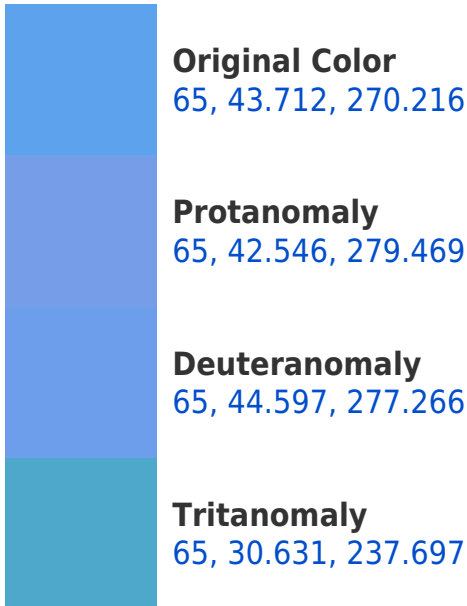 Original Color
65, 43.712, 270.216
Protanomaly
65, 42.546, 279.469
Deuteranomaly
65, 44.597, 277.266
Tritanomaly
65, 30.631, 237.697